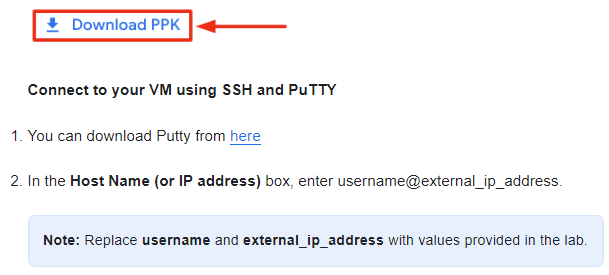 Download PPK
Connect to your VM using SSH and PuTTY
1. You can download Putty from here
2. In the Host Name (or IP address) box, enter username@external_ip_address.
Note: Replace username and external_ip_address with values provided in the lab.